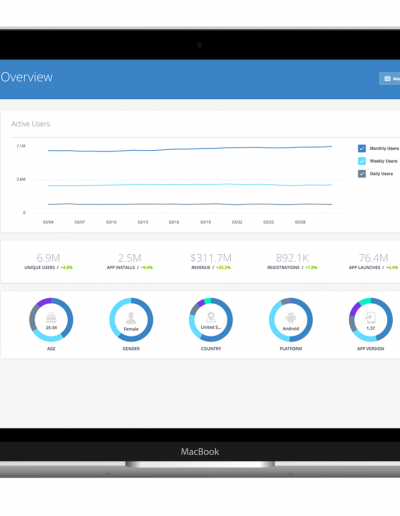 Overview
Active Users
7.1M
3.6M
0
03/04 03/07 03/10 03/13 03/16 03/19 03/22 03/25 03/28
Monthly Users
Weekly Users
Daily Users
6.9M 2.5M $311.7M 892.1K 76.4M
UNIQUE USERS / +4.8% APP INSTALLS / +9.4% REVENUE / +20.2% REGISTRATIONS / +7.8% APP LAUNCHES / +4.4%
25-34 Female United S... Android 1.37
AGE GENDER COUNTRY PLATFORM APP VERSION
MacBook